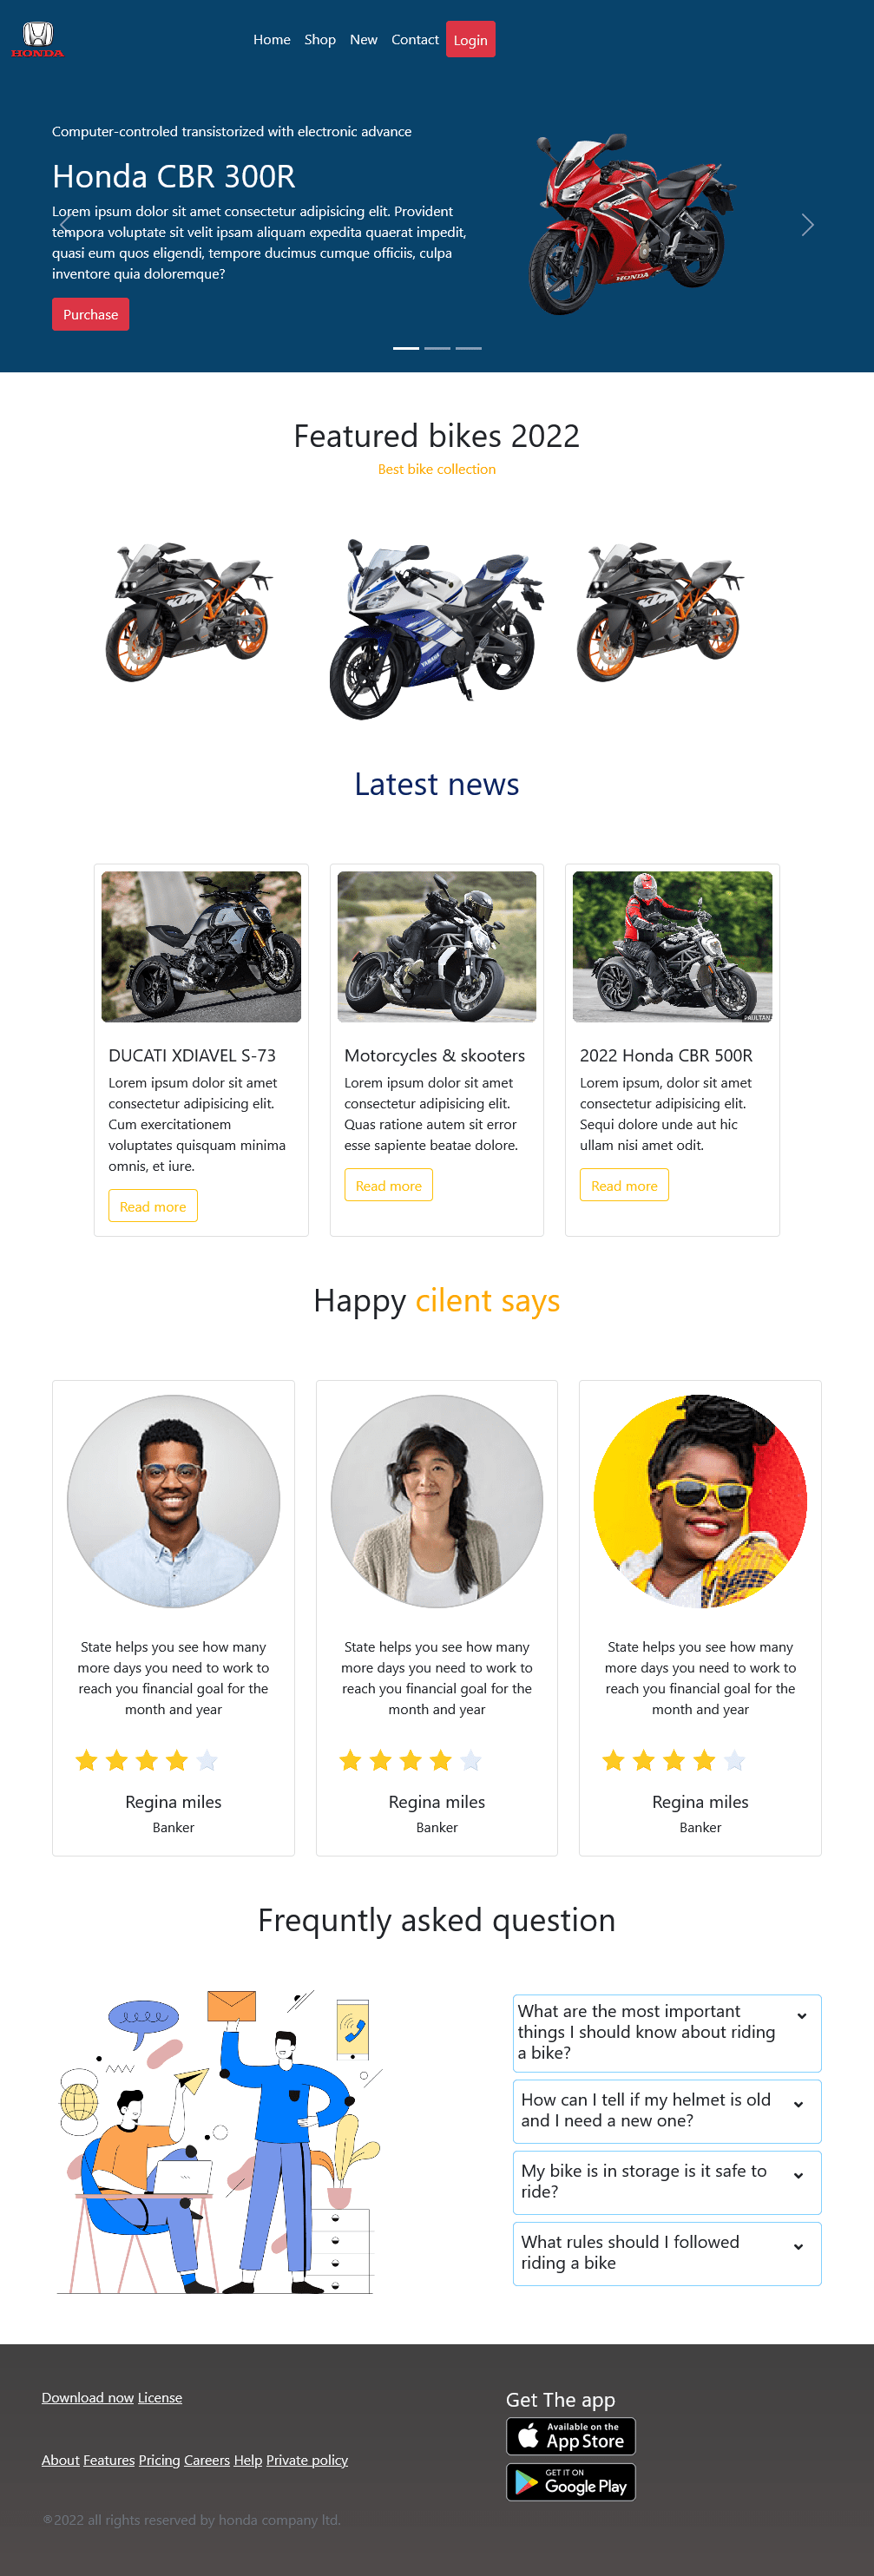 HONDA
Home Shop New Contact Login
Computer-controled transistorized with electronic advance
Honda CBR 300R
Lorem ipsum dolor sit amet consectetur adipisicing elit. Provident
tempora voluptate sit velit ipsam aliquam expedita quaerat impedit,
quasi eum quos eligendi, tempore ducimus cumque officiis, culpa
inventore quia doloremque?
Purchase
HONDA
Featured bikes 2022
Best bike collection
KTM
YAMAHA
KTM
Latest news
PAULTAN
DUCATI XDIAVEL S-73
Lorem ipsum dolor sit amet
consectetur adipisicing elit.
Cum exercitationem
voluptates quisquam minima
omnis, et iure.
Read more
Motorcycles & skooters
Lorem ipsum dolor sit amet
consectetur adipisicing elit.
Quas ratione autem sit error
esse sapiente beatae dolore.
Read more
2022 Honda CBR 500R
Lorem ipsum, dolor sit amet
consectetur adipisicing elit.
Sequi dolore unde aut hic
ullam nisi amet odit.
Read more
Happy cilent says
State helps you see how many
more days you need to work to
reach you financial goal for the
month and year
Regina miles
Banker
State helps you see how many
more days you need to work to
reach you financial goal for the
month and year
Regina miles
Banker
State helps you see how many
more days you need to work to
reach you financial goal for the
month and year
Regina miles
Banker
Frequntly asked question
What are the most important
things I should know about riding
a bike?
How can I tell if my helmet is old
and I need a new one?
My bike is in storage is it safe to
ride?
What rules should I followed
riding a bike
Download now License
About Features Pricing Careers Help Private policy
®2022 all rights reserved by honda company ltd.
Get The app
Available on the
App Store
GET IT ON
Google Play